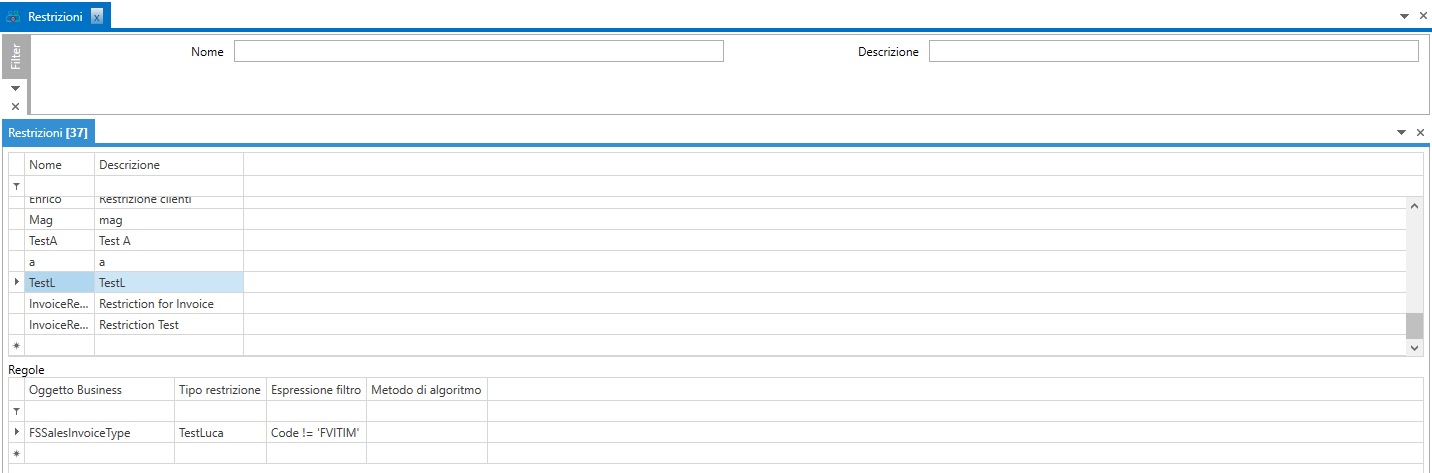 Restrizioni x
Filter
Nome
Descrizione
Restrizioni [37]
Nome Descrizione
Enrico Restrizione clienti
Mag mag
TestA Test A
a a
TestL TestL
InvoiceRe... Restriction for Invoice
InvoiceRe... Restriction Test
Regole
Oggetto Business Tipo restrizione Espressione filtro Metodo di algoritmo
FSSalesInvoiceType TestLuca Code != 'FVITIM'